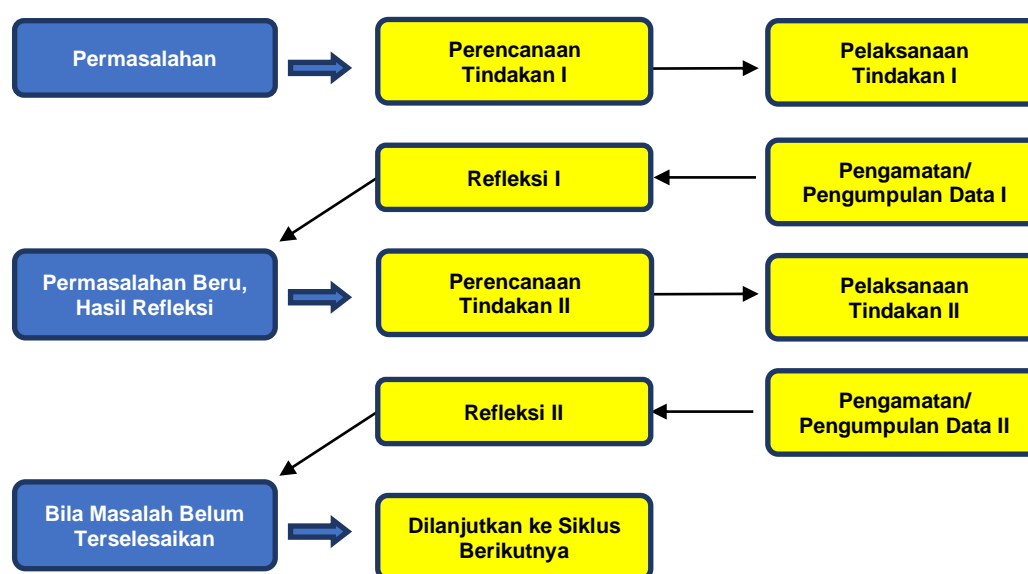 Permasalahan
Perencanaan
Tindakan I
Pelaksanaan
Tindakan I
Refleksi I
Pengamatan/
Pengumpulan Data I
Permasalahan Beru,
Hasil Refleksi
Perencanaan
Tindakan II
Pelaksanaan
Tindakan II
Refleksi II
Pengamatan/
Pengumpulan Data II
Bila Masalah Belum
Terselesaikan
Dilanjutkan ke Siklus
Berikutnya